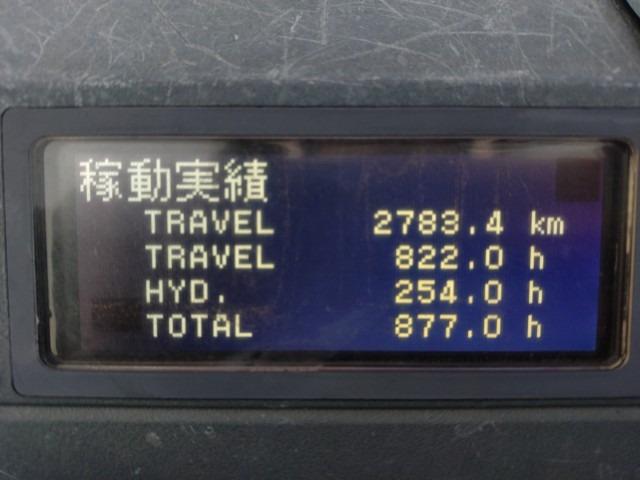 稼動実績
TRAVEL 2783.4 km
TRAVEL 822.0 h
HYD. 254.0 h
TOTAL 877.0 h